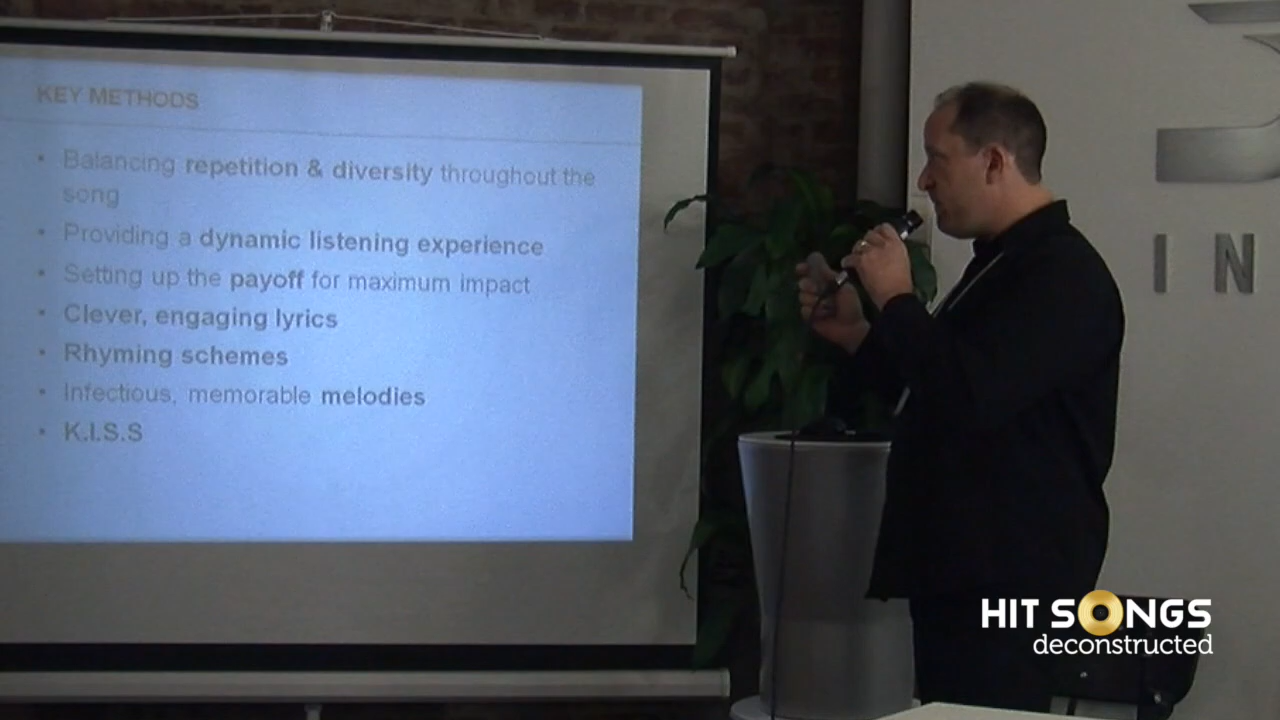 KEY METHODS
• Balancing repetition & diversity throughout the
song
• Providing a dynamic listening experience
• Setting up the payoff for maximum impact
• Clever, engaging lyrics
• Rhyming schemes
• Infectious, memorable melodies
• K.I.S.S
IN
HIT SONGS
deconstructed